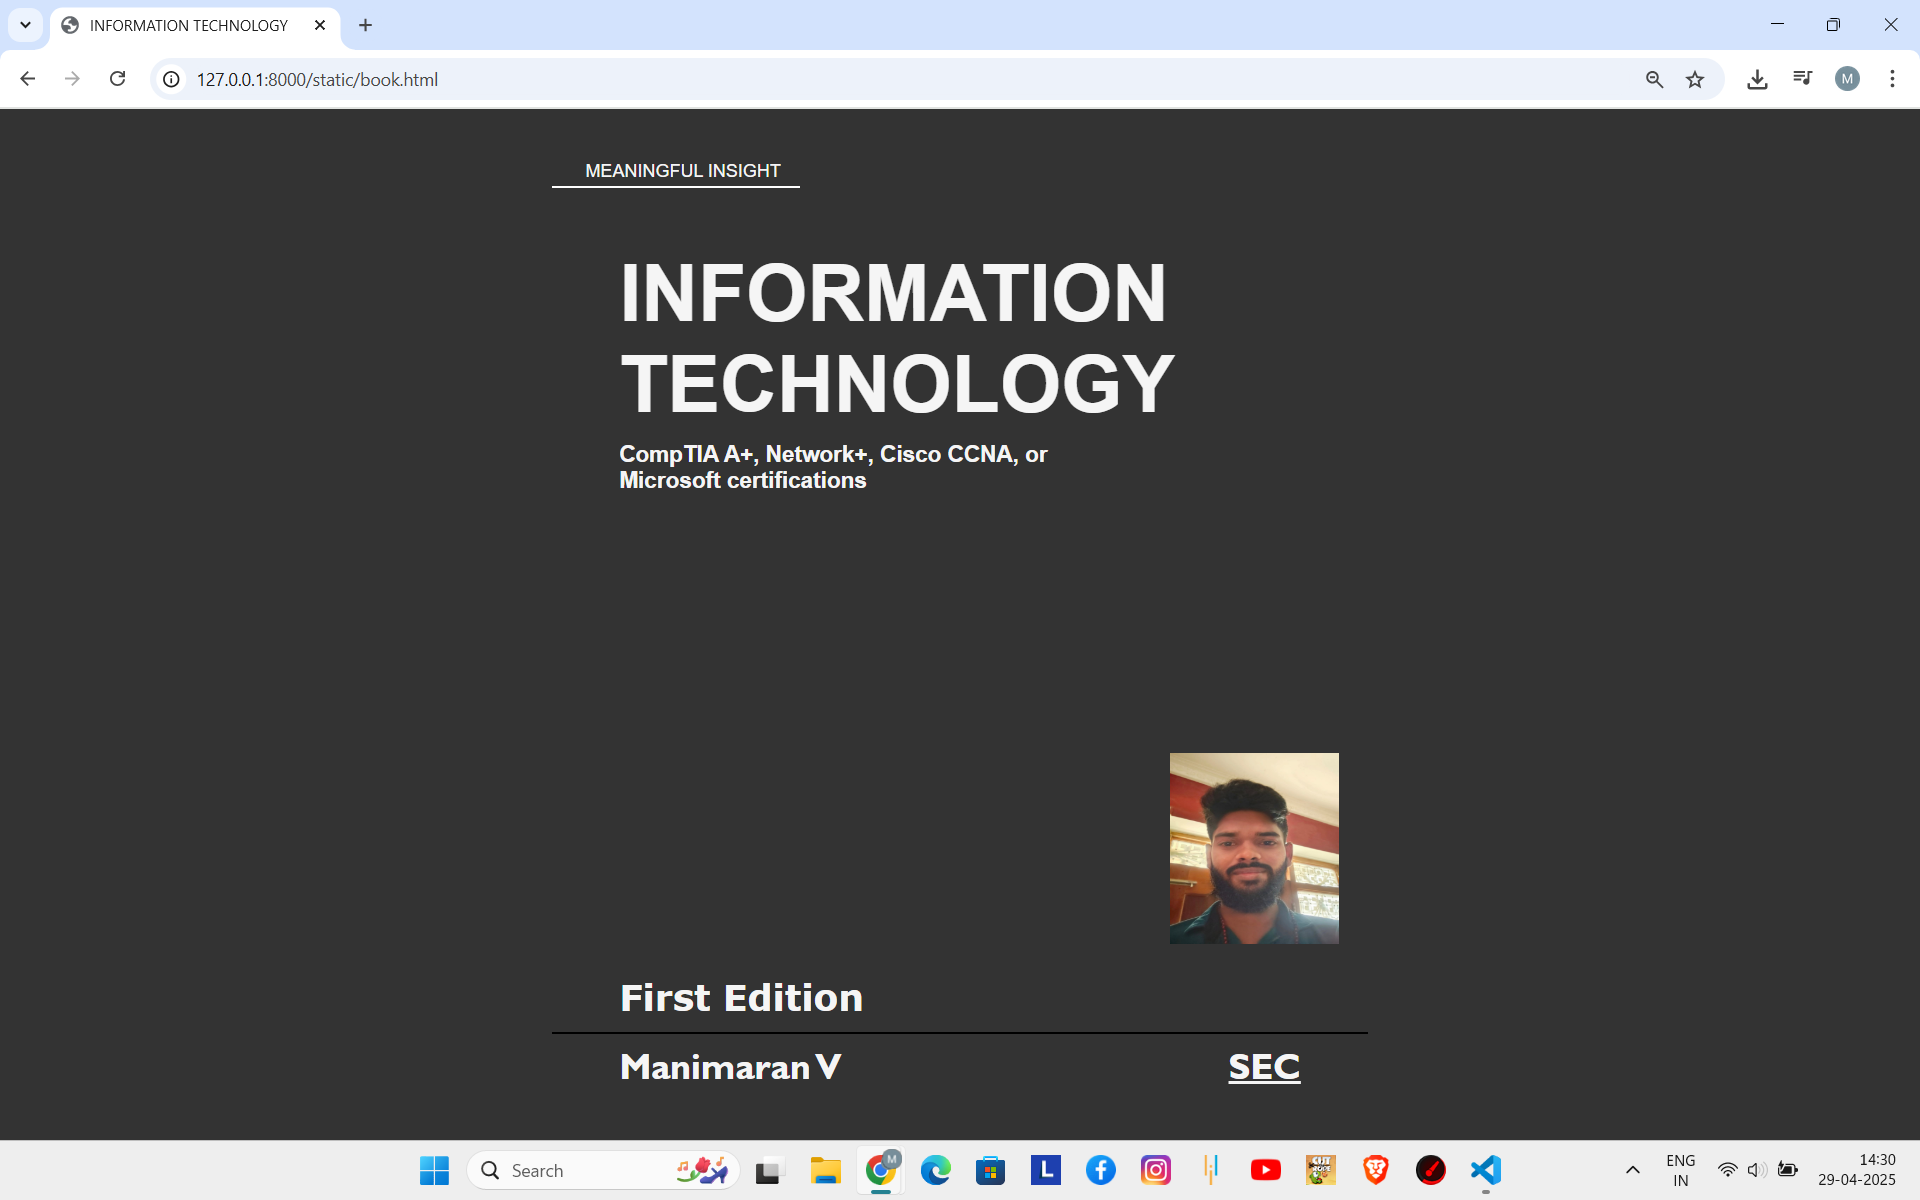 INFORMATION TECHNOLOGY
127.0.0.1:8000/static/book.html
M
MEANINGFUL INSIGHT
INFORMATION
TECHNOLOGY
CompTIA A+, Network+, Cisco CCNA, or
Microsoft certifications
First Edition
Manimaran V
SEC
Search
M
L
ENG
IN
14:30
29-04-2025